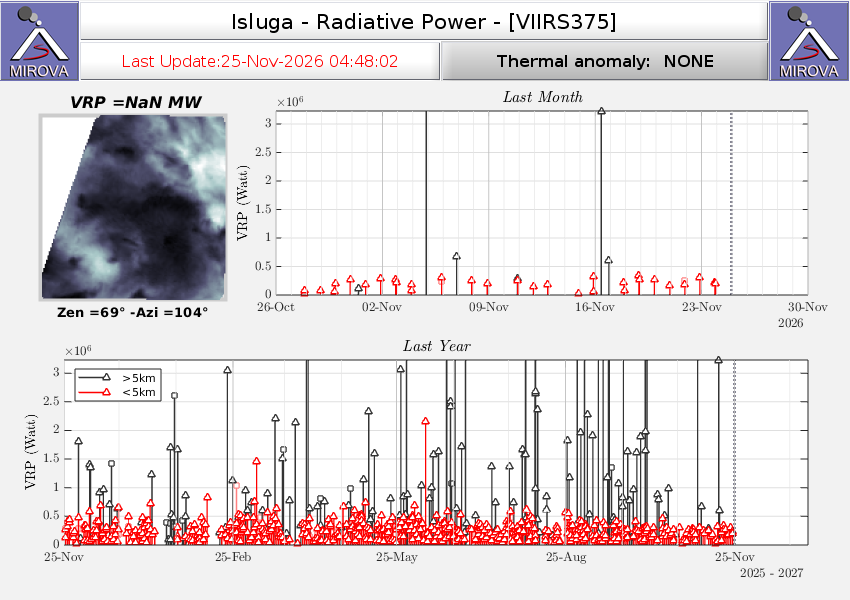 MIROVA
Isluga - Radiative Power - [VIIRS375]
Last Update:25-Nov-2026 04:48:02
Thermal anomaly: NONE
MIROVA
VRP =NaN MW
Zen =69° -Azi =104°
Last Month
×10⁶
VRP (Watt)
3
2.5
2
1.5
1
0.5
0
26-Oct 02-Nov 09-Nov 16-Nov 23-Nov 30-Nov
2026
Last Year
×10⁶
VRP (Watt)
3
2.5
2
1.5
1
0.5
0
>5km
<5km
25-Nov 25-Feb 25-May 25-Aug 25-Nov
2025 - 2027